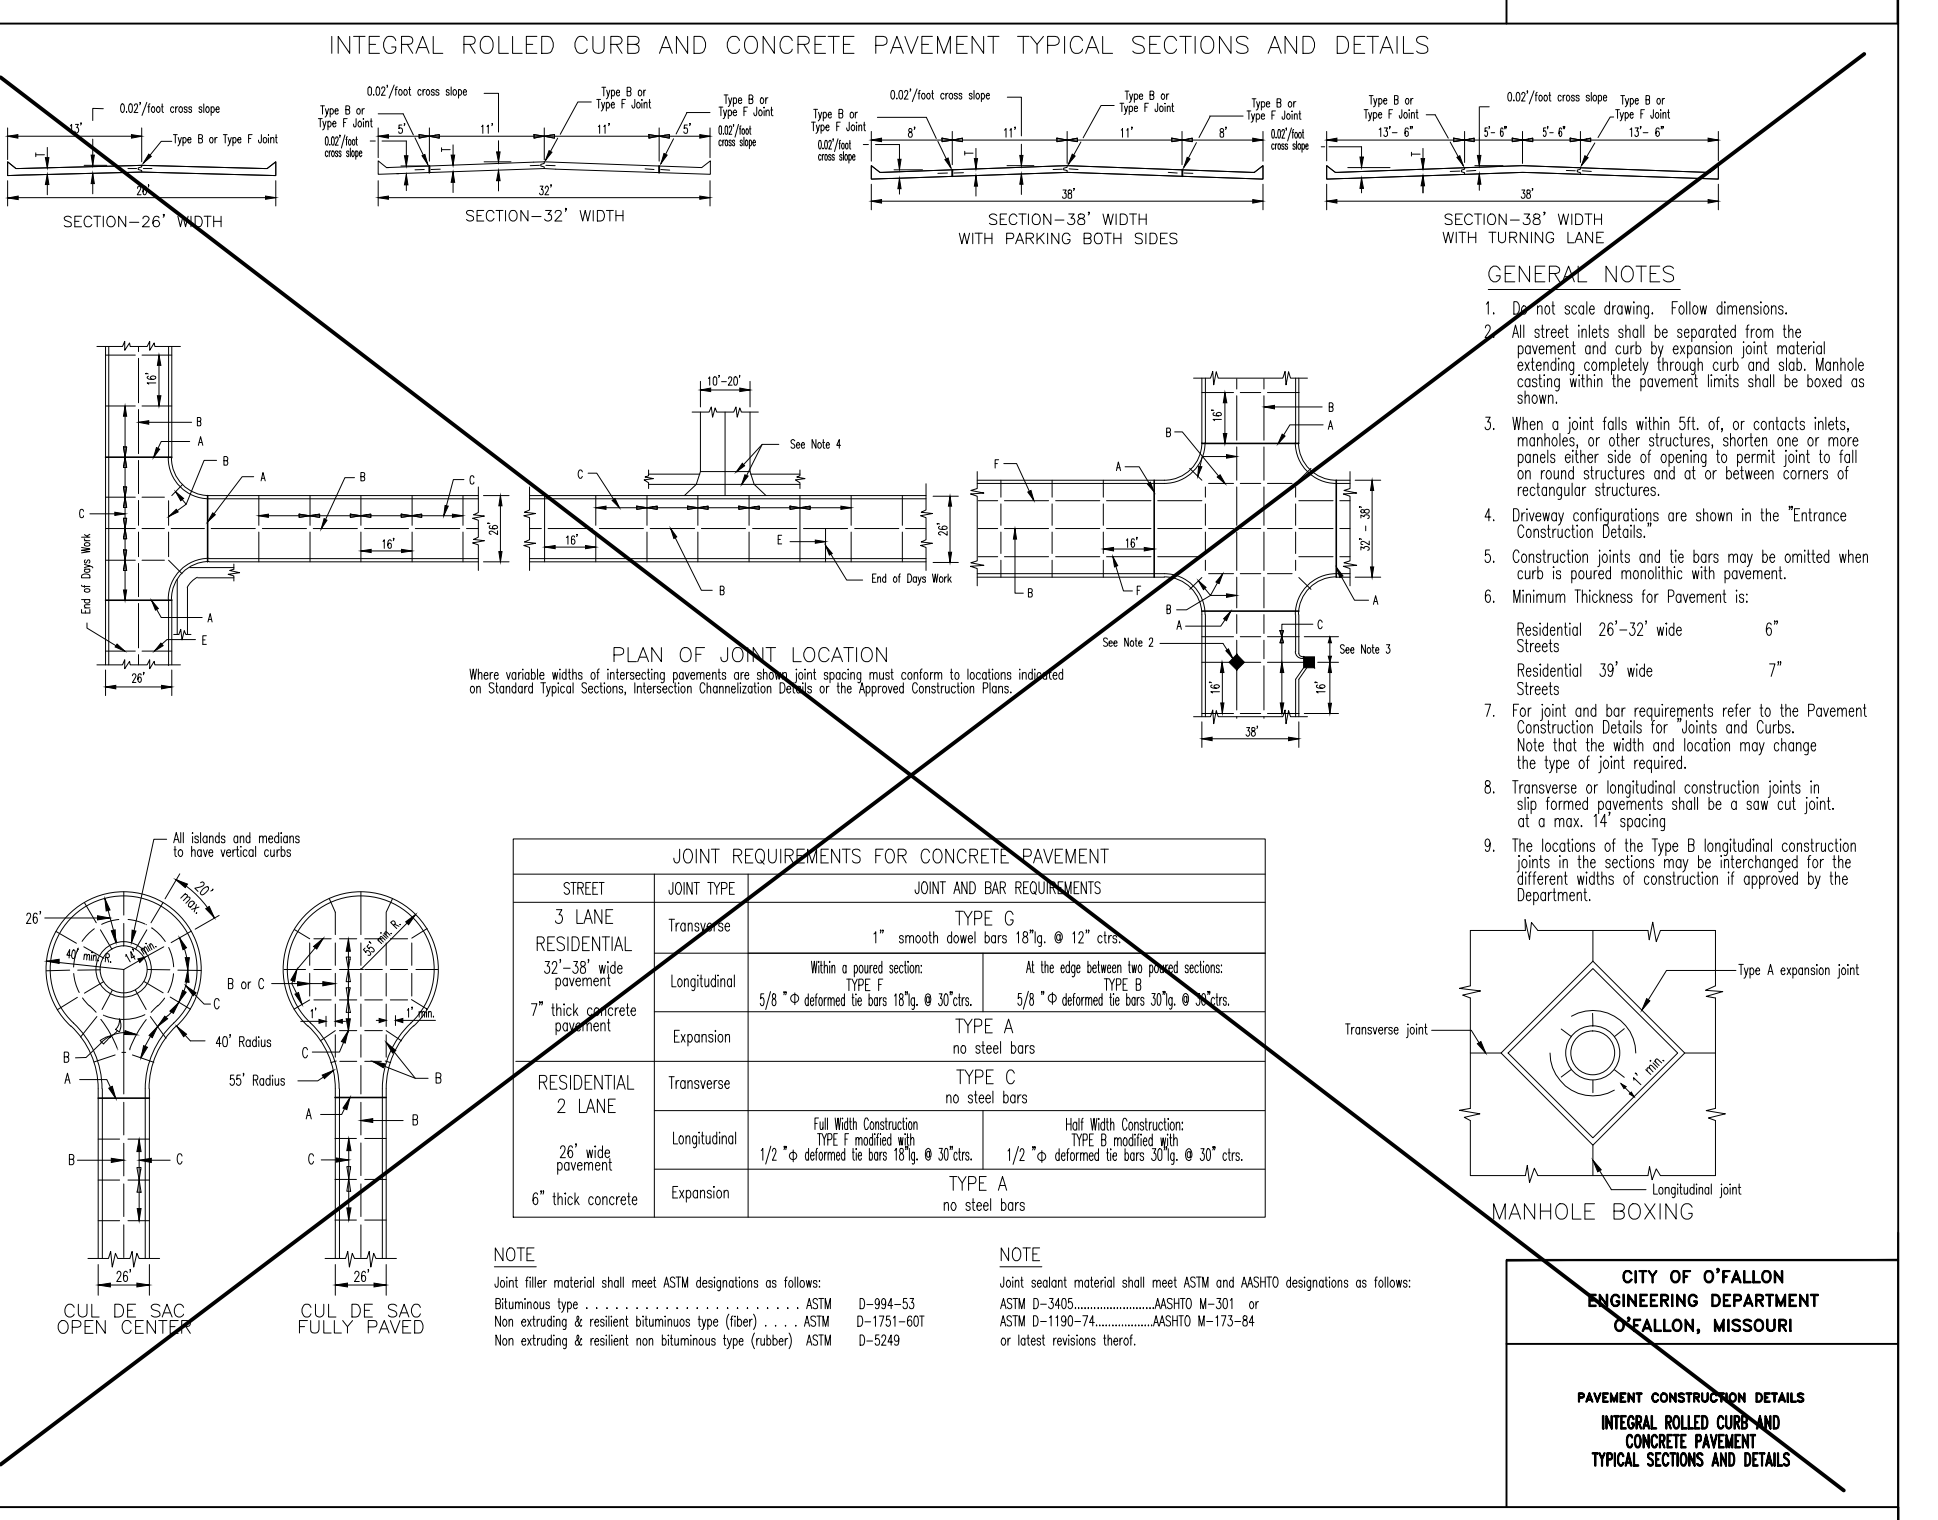 INTEGRAL ROLLED CURB AND CONCRETE PAVEMENT TYPICAL SECTIONS AND DETAILS
0.02'/foot cross slope
13'
Type B or Type F Joint
T
26'
SECTION-26' WIDTH
Type B or
Type F Joint
0.02'/foot
cross slope
0.02'/foot cross slope
Type B or
Type F Joint
Type B or
Type F Joint
0.02'/foot
cross slope
5'
11'
11'
5'
T
32'
SECTION-32' WIDTH
Type B or
Type F Joint
0.02'/foot
cross slope
0.02'/foot cross slope
Type B or
Type F Joint
Type B or
Type F Joint
0.02'/foot
cross slope
8'
11'
11'
8'
T
38'
SECTION-38' WIDTH
WITH PARKING BOTH SIDES
Type B or
Type F Joint
0.02'/foot cross slope
Type B or
Type F Joint
13'- 6"
5'- 6"
5'- 6"
13'- 6"
T
38'
SECTION-38' WIDTH
WITH TURNING LANE
GENERAL NOTES
1. Do not scale drawing. Follow dimensions.
2. All street inlets shall be separated from the
pavement and curb by expansion joint material
extending completely through curb and slab. Manhole
casting within the pavement limits shall be boxed as
shown.
3. When a joint falls within 5ft. of, or contacts inlets,
manholes, or other structures, shorten one or more
panels either side of opening to permit joint to fall
on round structures and at or between corners of
rectangular structures.
4. Driveway configurations are shown in the "Entrance
Construction Details."
5. Construction joints and tie bars may be omitted when
curb is poured monolithic with pavement.
6. Minimum Thickness for Pavement is:
Residential 26'-32' wide 6"
Streets
Residential 39' wide 7"
Streets
7. For joint and bar requirements refer to the Pavement
Construction Details for "Joints and Curbs.
Note that the width and location may change
the type of joint required.
8. Transverse or longitudinal construction joints in
slip formed pavements shall be a saw cut joint.
at a max. 14' spacing
9. The locations of the Type B longitudinal construction
joints in the sections may be interchanged for the
different widths of construction if approved by the
Department.
16'
B
A
B
A
B
C
C
16'
26'
End of Days Work
A
E
26'
10'-20'
See Note 4
C
16'
E
26'
End of Days Work
B
16'
B
A
B
F
A
16'
32' - 38'
B
F
B
A
A
C
See Note 2
See Note 3
16'
16'
38'
PLAN OF JOINT LOCATION
Where variable widths of intersecting pavements are shown joint spacing must conform to locations indicated
on Standard Typical Sections, Intersection Channelization Details or the Approved Construction Plans.
All islands and medians
to have vertical curbs
20'
max.
26'
40' min. R.
14' min.
C
B
40' Radius
A
B
C
26'
CUL DE SAC
OPEN CENTER
55' min. R.
B or C
1'
1' min.
C
55' Radius
B
A
B
C
26'
CUL DE SAC
FULLY PAVED
JOINT REQUIREMENTS FOR CONCRETE PAVEMENT
STREET JOINT TYPE JOINT AND BAR REQUIREMENTS
3 LANE
RESIDENTIAL
32'-38' wide
pavement
7" thick concrete
pavement
Transverse
TYPE G
1" smooth dowel bars 18"lg. @ 12" ctrs.
Longitudinal
Within a poured section:
TYPE F
5/8 "Φ deformed tie bars 18"lg. @ 30"ctrs.
At the edge between two poured sections:
TYPE B
5/8 "Φ deformed tie bars 30"lg. @ 30"ctrs.
Expansion
TYPE A
no steel bars
RESIDENTIAL
2 LANE
26' wide
pavement
6" thick concrete
Transverse
TYPE C
no steel bars
Longitudinal
Full Width Construction
TYPE F modified with
1/2 "Φ deformed tie bars 18"lg. @ 30"ctrs.
Half Width Construction:
TYPE B modified with
1/2 "Φ deformed tie bars 30"lg. @ 30" ctrs.
Expansion
TYPE A
no steel bars
NOTE
Joint filler material shall meet ASTM designations as follows:
Bituminous type . . . . . . . . . . . . . . . . . . . . . . ASTM D-994-53
Non extruding & resilient bituminuos type (fiber) . . . . ASTM D-1751-60T
Non extruding & resilient non bituminous type (rubber) ASTM D-5249
NOTE
Joint sealant material shall meet ASTM and AASHTO designations as follows:
ASTM D-3405.........................AASHTO M-301 or
ASTM D-1190-74..................AASHTO M-173-84
or latest revisions therof.
Type A expansion joint
Transverse joint
1' min.
Longitudinal joint
MANHOLE BOXING
CITY OF O'FALLON
ENGINEERING DEPARTMENT
O'FALLON, MISSOURI
PAVEMENT CONSTRUCTION DETAILS
INTEGRAL ROLLED CURB AND
CONCRETE PAVEMENT
TYPICAL SECTIONS AND DETAILS